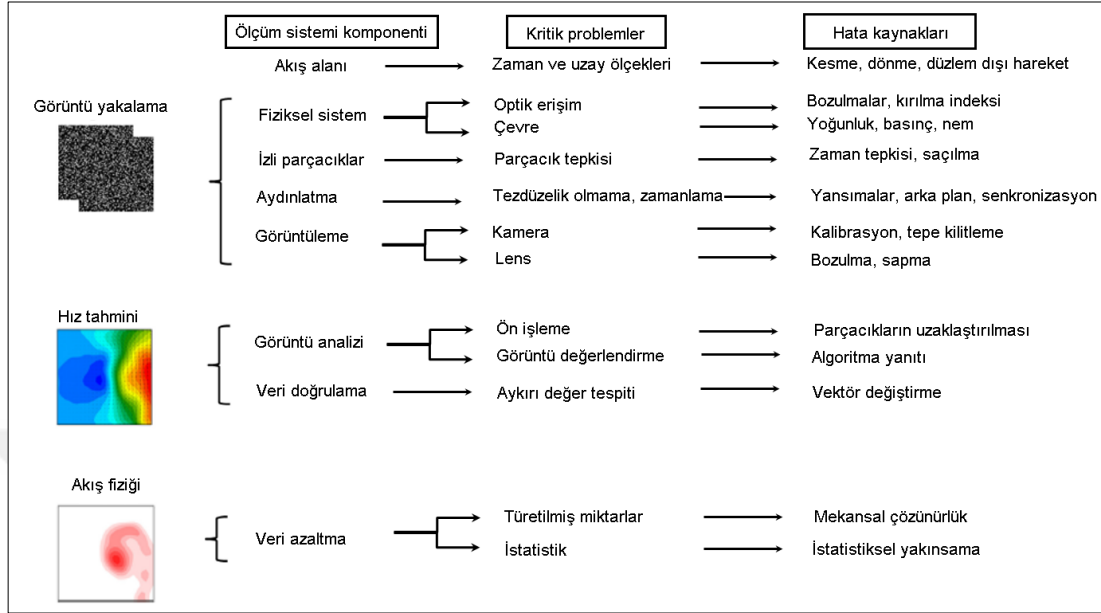 Ölçüm sistemi komponenti
Kritik problemler
Hata kaynakları
Akış alanı
Zaman ve uzay ölçekleri
Kesme, dönme, düzlem dışı hareket
Görüntü yakalama
Fiziksel sistem
Optik erişim
Bozulmalar, kırılma indeksi
Çevre
Yoğunluk, basınç, nem
İzli parçacıklar
Parçacık tepkisi
Zaman tepkisi, saçılma
Aydınlatma
Tezdüzelik olmama, zamanlama
Yansımalar, arka plan, senkronizasyon
Görüntüleme
Kamera
Kalibrasyon, tepe kilitleme
Lens
Bozulma, sapma
Hız tahmini
Görüntü analizi
Ön işleme
Parçacıkların uzaklaştırılması
Görüntü değerlendirme
Algoritma yanıtı
Veri doğrulama
Aykırı değer tespiti
Vektör değiştirme
Akış fiziği
Veri azaltma
Türetilmiş miktarlar
Mekansal çözünürlük
İstatistik
İstatistiksel yakınsama